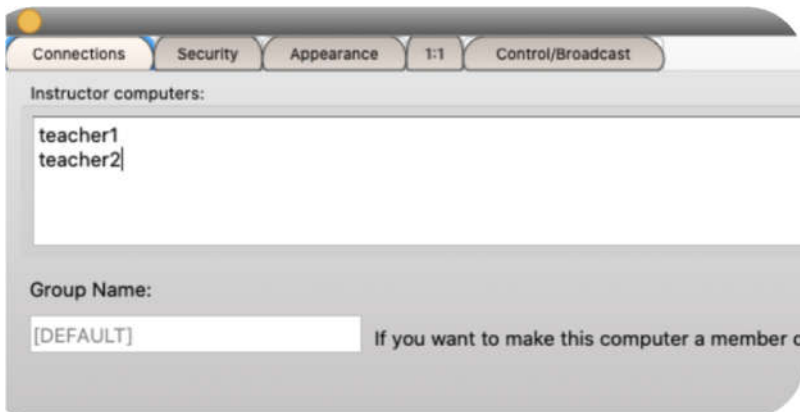 Connections Security Appearance 1:1 Control/Broadcast
Instructor computers:
teacher1
teacher2
Group Name:
[DEFAULT] If you want to make this computer a member